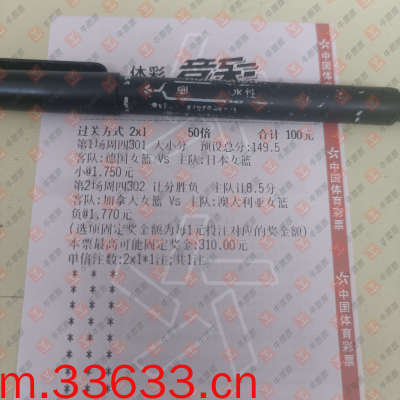 体彩 竞彩
过关方式 2x1 50倍 合计 100元
第1场周四301 大小分 预设总分:149.5
客队:德国女篮 Vs 主队:日本女篮
小@1.750元
第2场周四302 让分胜负 主队让8.5分
客队:加拿大女篮 Vs 主队:澳大利亚女篮
负@1.770元
(选项固定奖金额为每1元投注对应的奖金额)
本票最高可能固定奖金:310.00元
单倍注数:2x1*1注;共1注
中国体育彩票
中国体育彩票
m.33633.cn